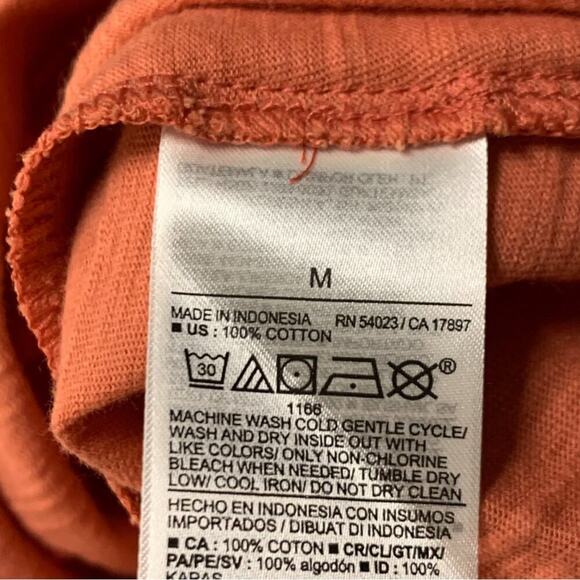 M
MADE IN INDONESIA RN 54023 / CA 17897
■ US : 100% COTTON
30 ®
1166
MACHINE WASH COLD GENTLE CYCLE/
WASH AND DRY INSIDE OUT WITH
LIKE COLORS/ ONLY NON-CHLORINE
BLEACH WHEN NEEDED/ TUMBLE DRY
LOW/ COOL IRON/ DO NOT DRY CLEAN
HECHO EN INDONESIA CON INSUMOS
IMPORTADOS / DIBUAT DI INDONESIA
■ CA : 100% COTON ■ CR/CL/GT/MX/
PA/PE/SV : 100% algodón ■ ID : 100%
KAPAS